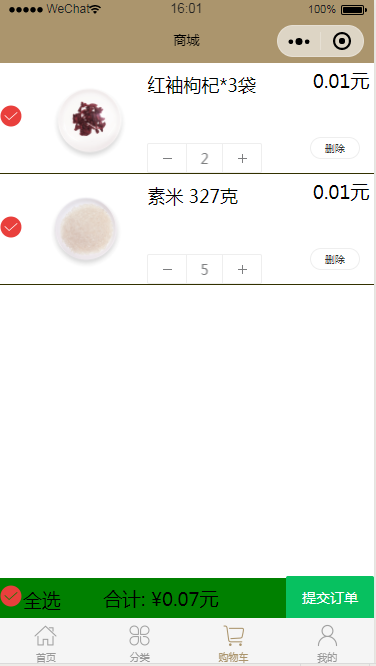 ●●●●● WeChat 16:01 100%
商城
红袖枸杞*3袋 0.01元
− 2 + 删除
素米 327克 0.01元
− 5 + 删除
全选 合计: ¥0.07元 提交订单
首页 分类 购物车 我的